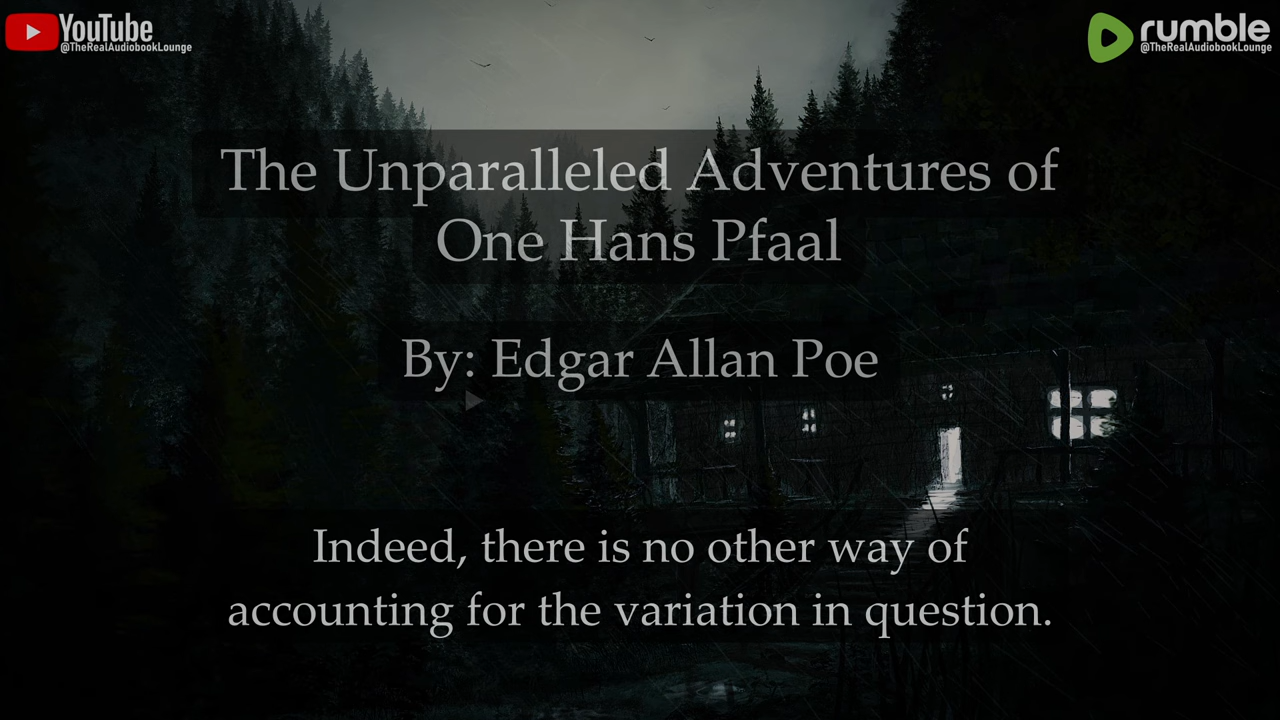 YouTube
@TheRealAudiobookLounge
rumble
@TheRealAudiobookLounge
The Unparalleled Adventures of
One Hans Pfaal
By: Edgar Allan Poe
Indeed, there is no other way of
accounting for the variation in question.